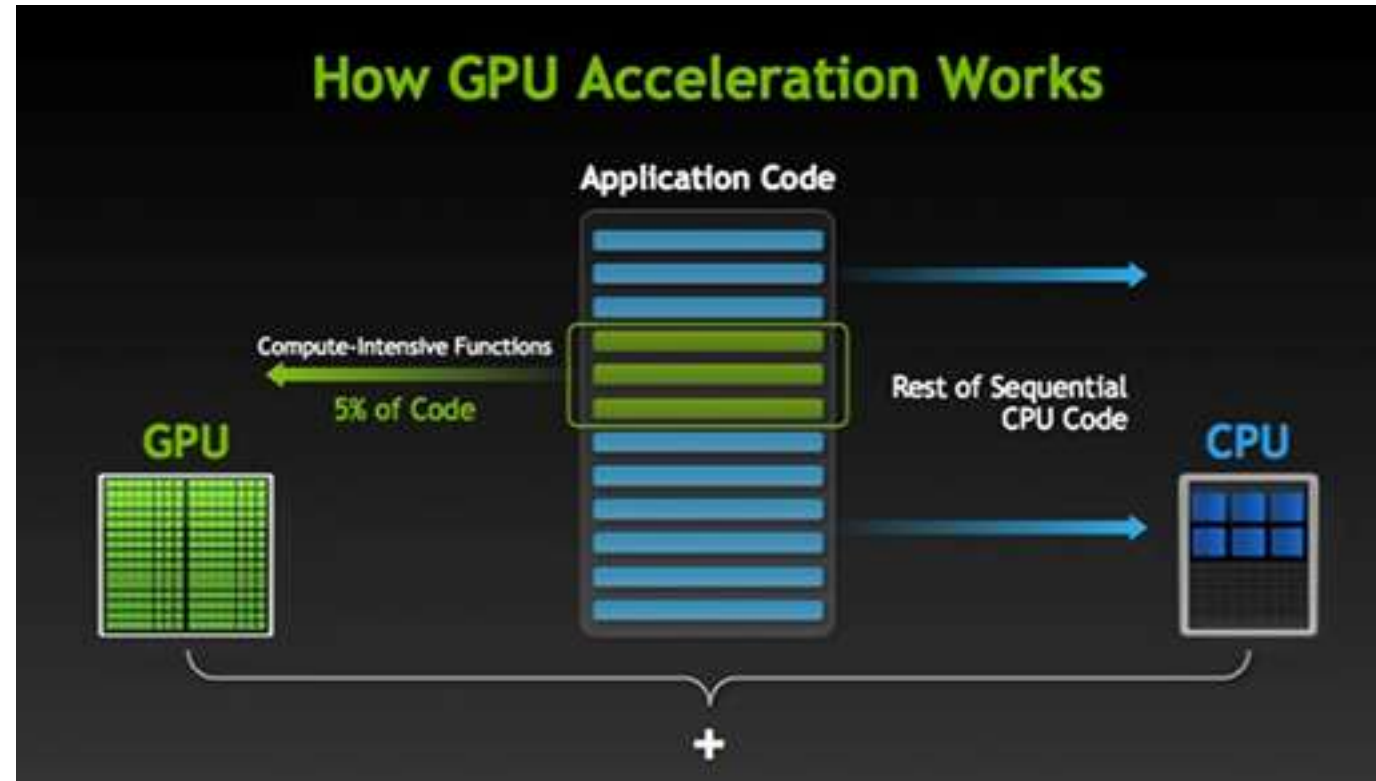 How GPU Acceleration Works
Application Code
Compute-Intensive Functions
5% of Code
Rest of Sequential
CPU Code
GPU
CPU
+